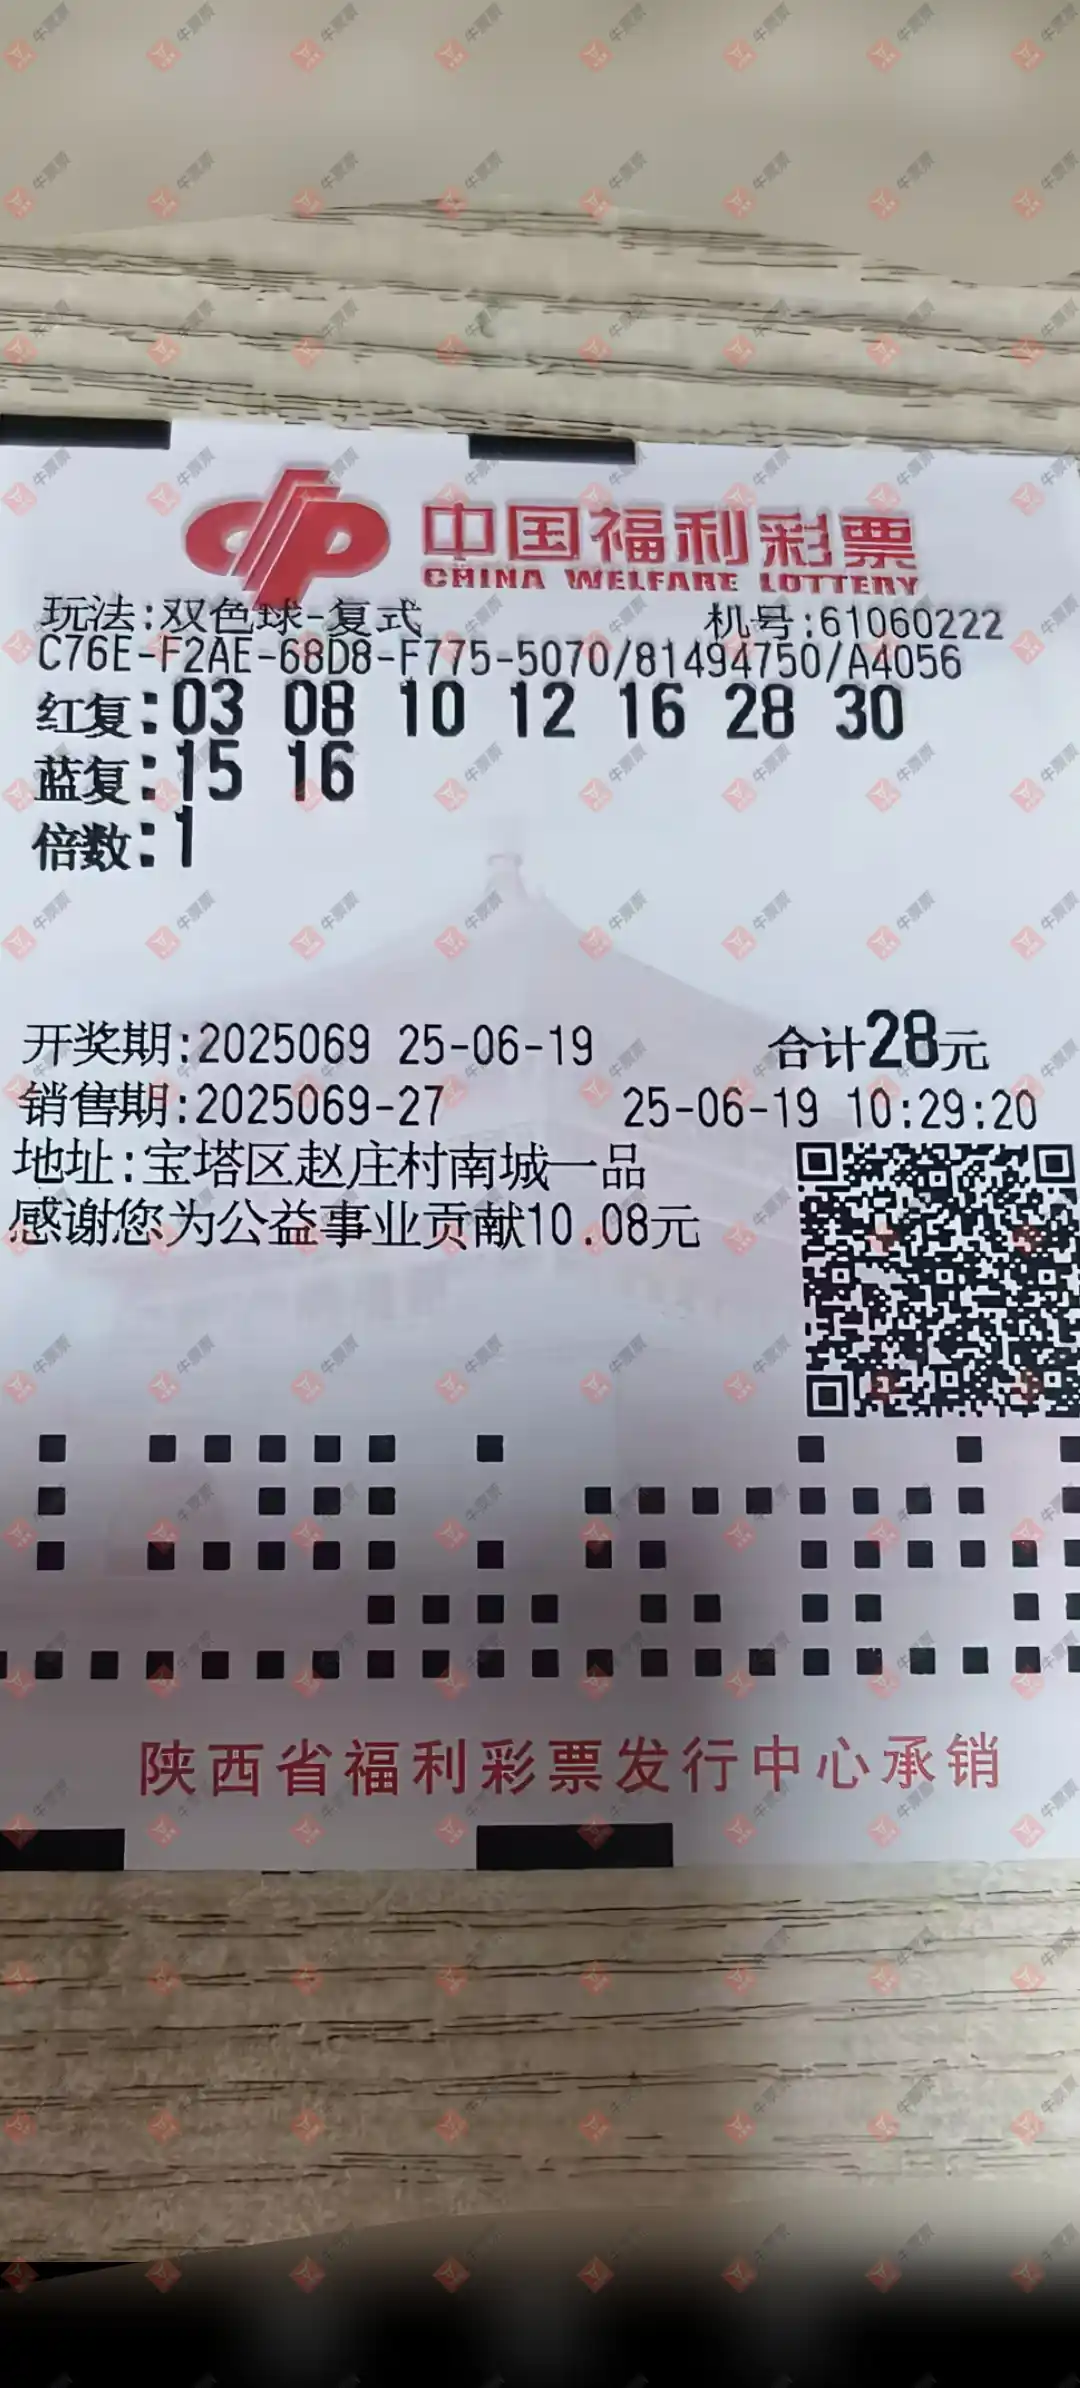 中国福利彩票
CHINA WELFARE LOTTERY
玩法:双色球-复式 机号:61060222
C76E-F2AE-68D8-F775-5070/81494750/A4056
红复:03 08 10 12 16 28 30
蓝复:15 16
倍数:1
开奖期:2025069 25-06-19 合计28元
销售期:2025069-27 25-06-19 10:29:20
地址:宝塔区赵庄村南城一品
感谢您为公益事业贡献10.08元
陕西省福利彩票发行中心承销
牛票票